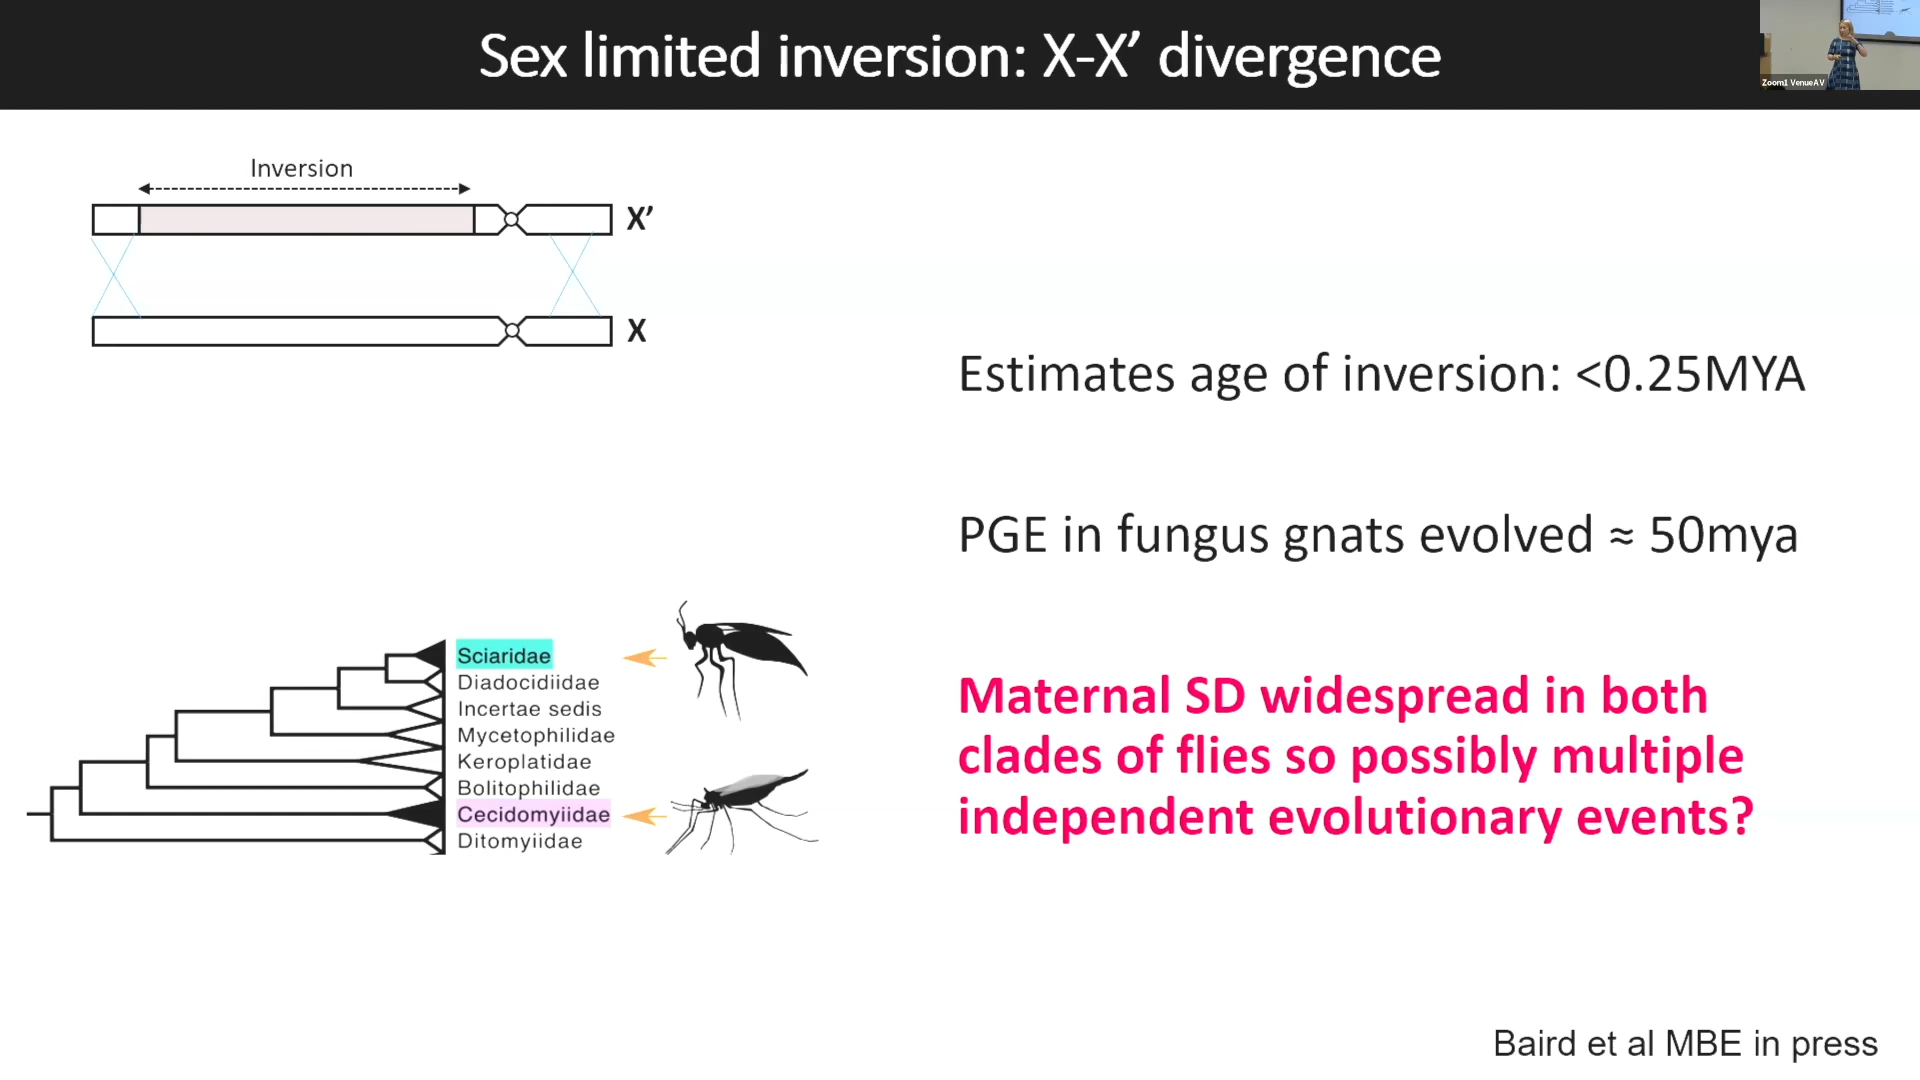 Sex limited inversion: X-X’ divergence
Zoom1 VenueAV
Inversion
X’
X
Estimates age of inversion: <0.25MYA
PGE in fungus gnats evolved ≈ 50mya
Sciaridae
Diadocidiidae
Incertae sedis
Mycetophilidae
Keroplatidae
Bolitophilidae
Cecidomyiidae
Ditomyiidae
Maternal SD widespread in both
clades of flies so possibly multiple
independent evolutionary events?
Baird et al MBE in press